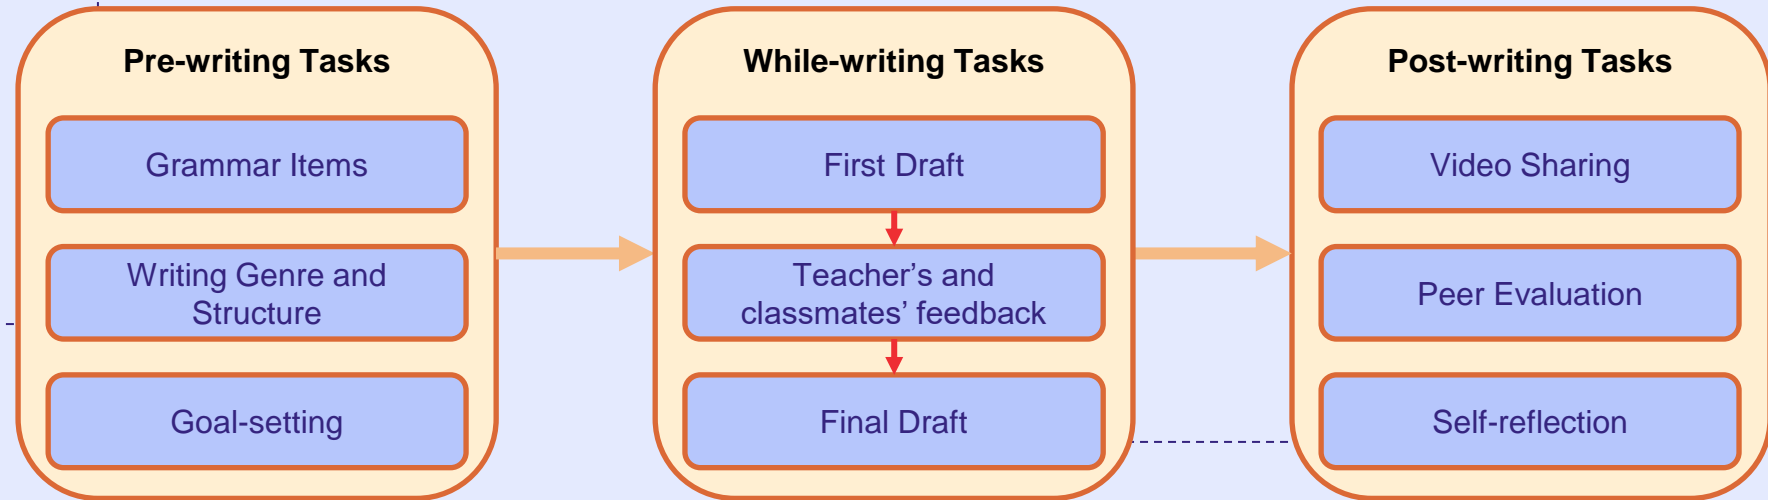 Pre-writing Tasks
Grammar Items
Writing Genre and
Structure
Goal-setting
While-writing Tasks
First Draft
Teacher’s and
classmates’ feedback
Final Draft
Post-writing Tasks
Video Sharing
Peer Evaluation
Self-reflection